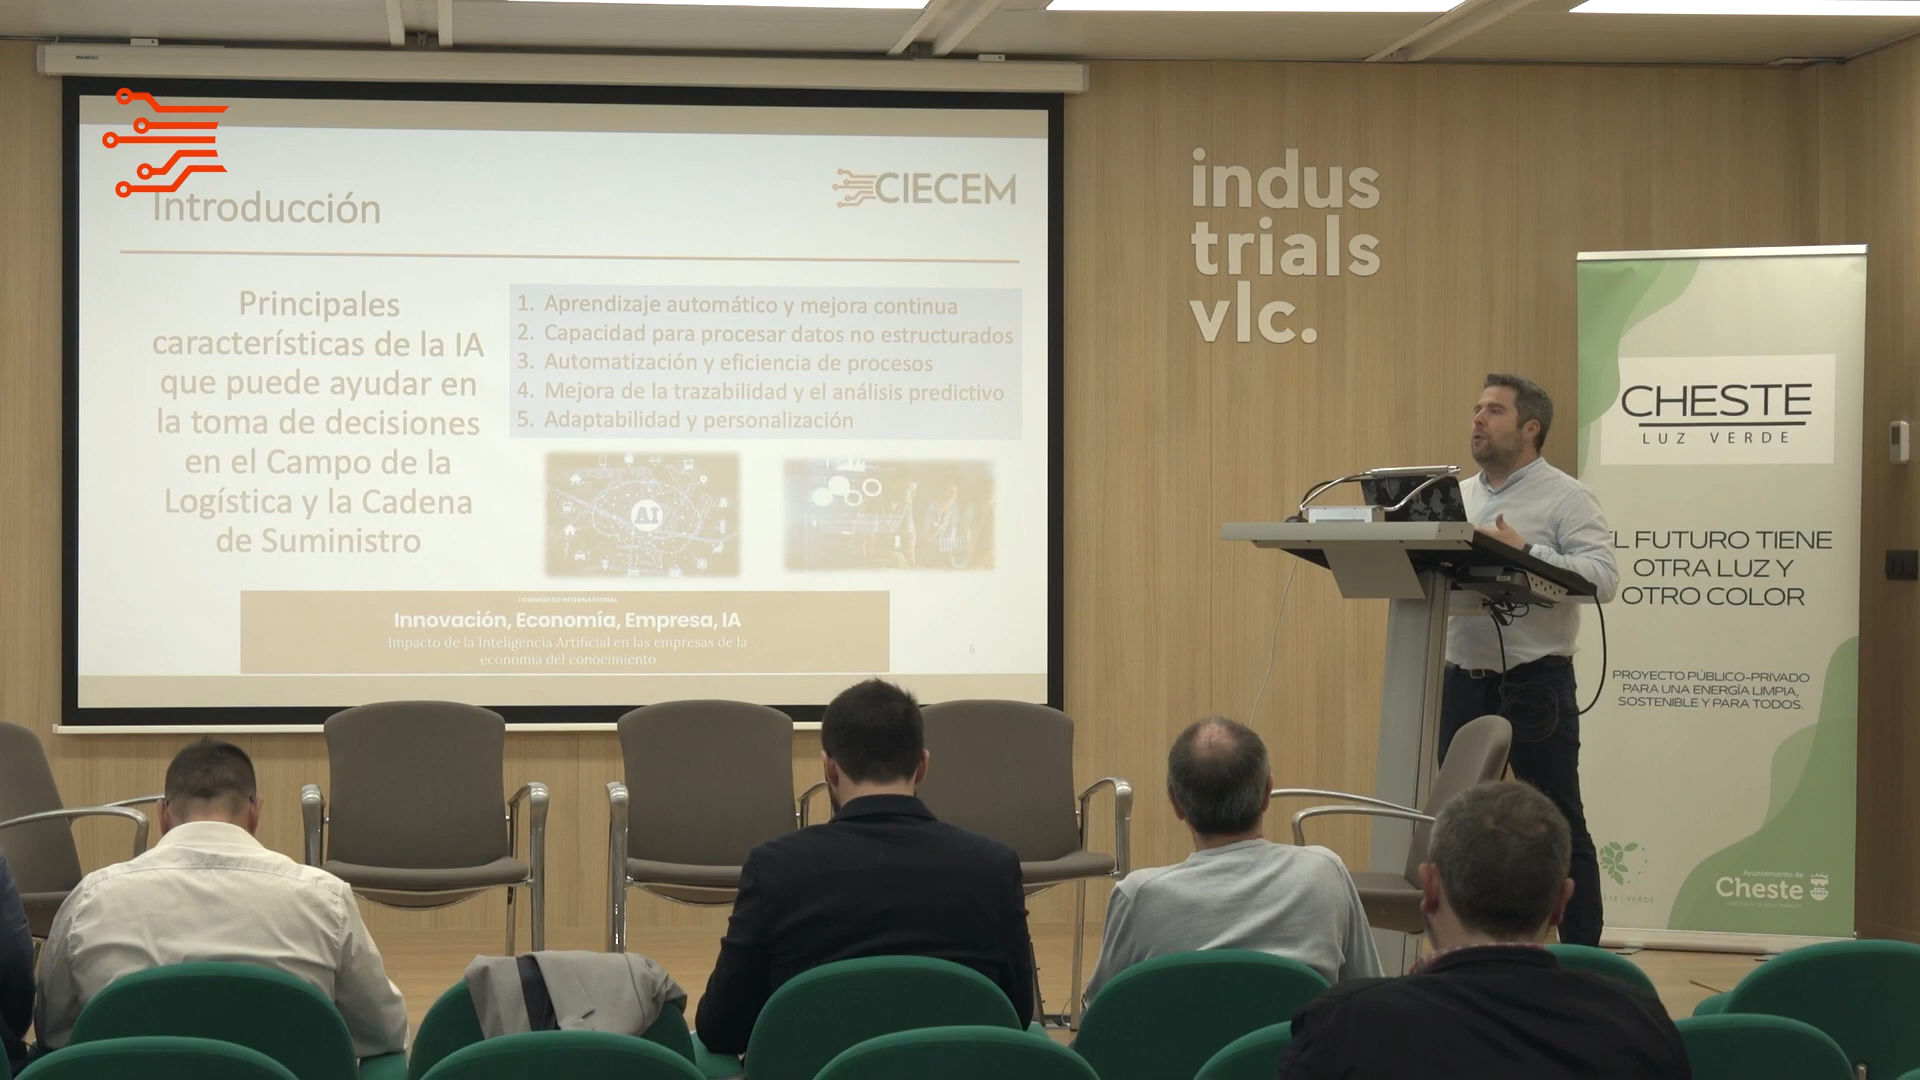 Introducción
CIECEM
Principales
características de la IA
que puede ayudar en
la toma de decisiones
en el Campo de la
Logística y la Cadena
de Suministro
1. Aprendizaje automático y mejora continua
2. Capacidad para procesar datos no estructurados
3. Automatización y eficiencia de procesos
4. Mejora de la trazabilidad y el análisis predictivo
5. Adaptabilidad y personalización
AI
I CONGRESO INTERNACIONAL
Innovación, Economía, Empresa, IA
Impacto de la Inteligencia Artificial en las empresas de la
economía del conocimiento
6
indus
trials
vlc.
CHESTE
LUZ VERDE
EL FUTURO TIENE
OTRA LUZ Y
OTRO COLOR
PROYECTO PÚBLICO-PRIVADO
PARA UNA ENERGÍA LIMPIA,
SOSTENIBLE Y PARA TODOS.
VERDE
Ayuntamiento de
Cheste